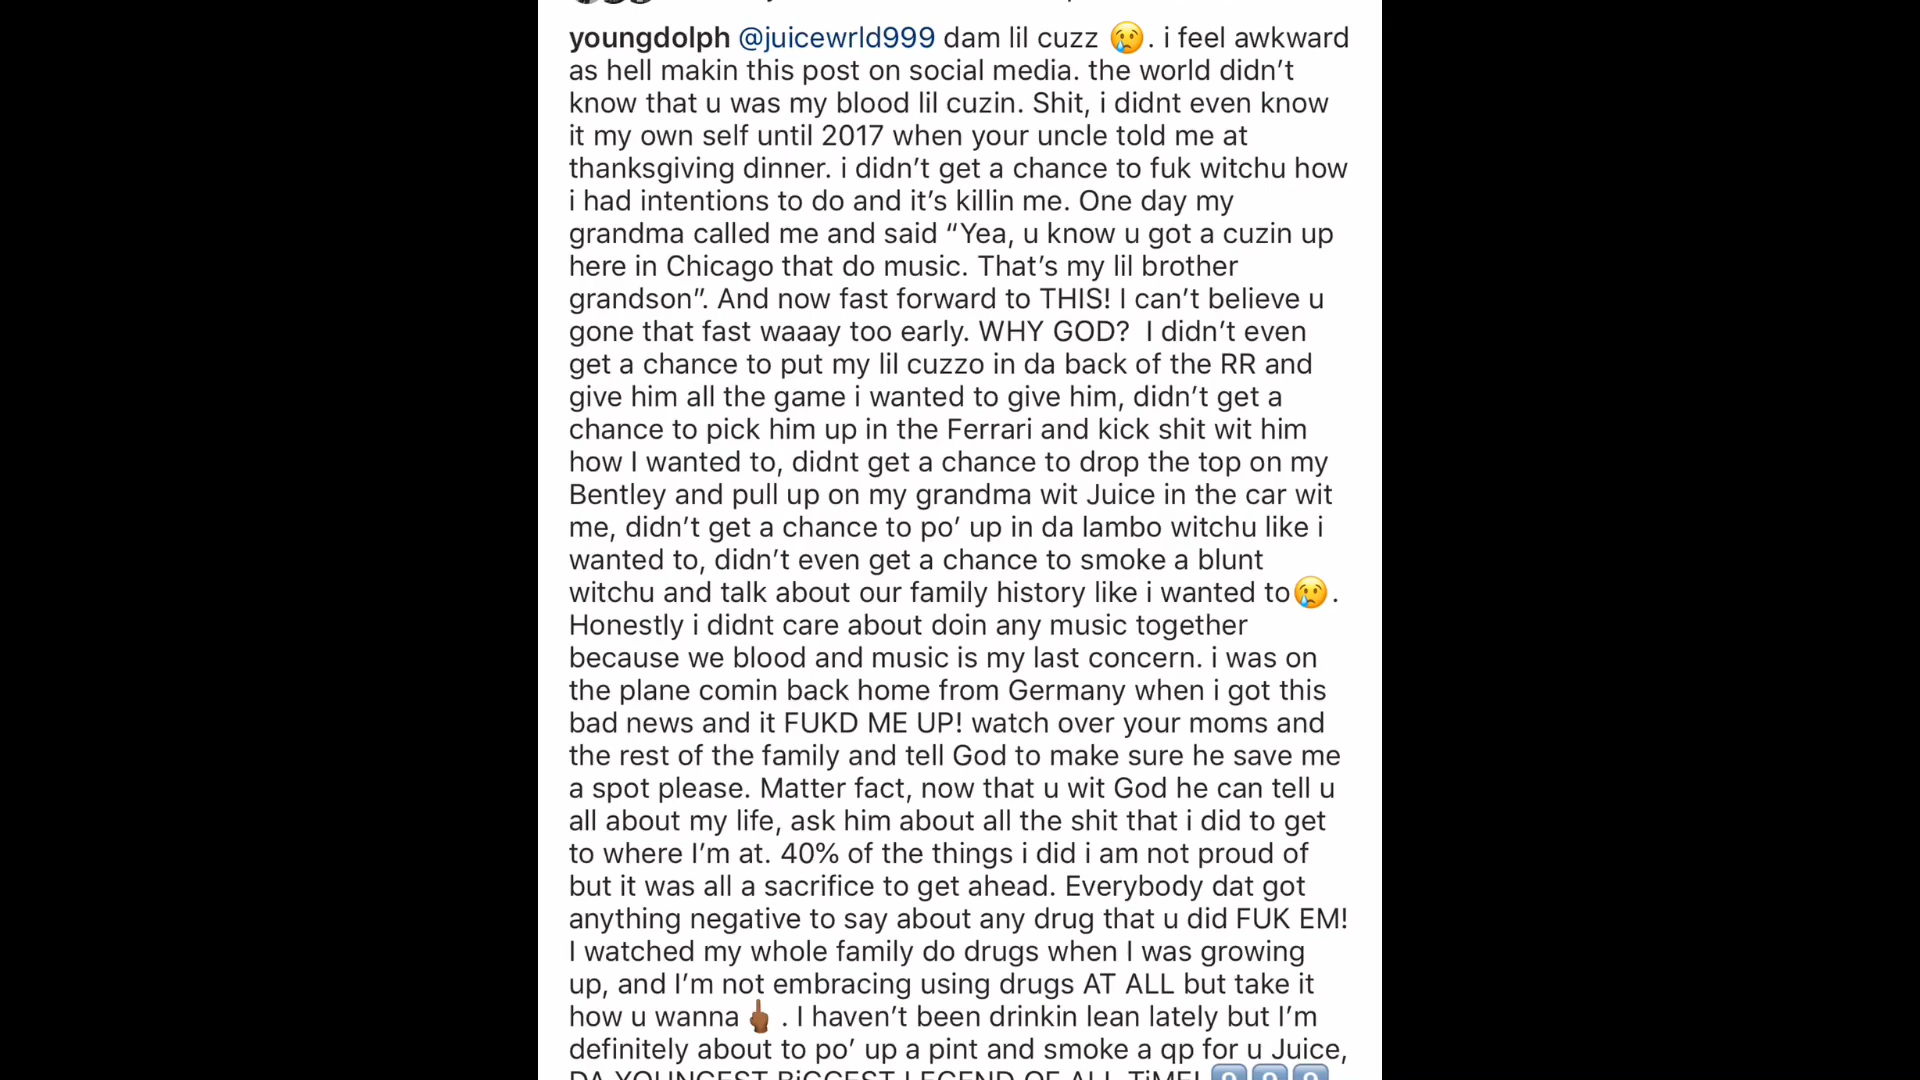 youngdolph @juicewrld999 dam lil cuzz 😢. i feel awkward
as hell makin this post on social media. the world didn’t
know that u was my blood lil cuzin. Shit, i didnt even know
it my own self until 2017 when your uncle told me at
thanksgiving dinner. i didn’t get a chance to fuk witchu how
i had intentions to do and it’s killin me. One day my
grandma called me and said “Yea, u know u got a cuzin up
here in Chicago that do music. That’s my lil brother
grandson”. And now fast forward to THIS! I can’t believe u
gone that fast waaay too early. WHY GOD?  I didn’t even
get a chance to put my lil cuzzo in da back of the RR and
give him all the game i wanted to give him, didn’t get a
chance to pick him up in the Ferrari and kick shit wit him
how I wanted to, didnt get a chance to drop the top on my
Bentley and pull up on my grandma wit Juice in the car wit
me, didn’t get a chance to po’ up in da lambo witchu like i
wanted to, didn’t even get a chance to smoke a blunt
witchu and talk about our family history like i wanted to😢.
Honestly i didnt care about doin any music together
because we blood and music is my last concern. i was on
the plane comin back home from Germany when i got this
bad news and it FUKD ME UP! watch over your moms and
the rest of the family and tell God to make sure he save me
a spot please. Matter fact, now that u wit God he can tell u
all about my life, ask him about all the shit that i did to get
to where I’m at. 40% of the things i did i am not proud of
but it was all a sacrifice to get ahead. Everybody dat got
anything negative to say about any drug that u did FUK EM!
I watched my whole family do drugs when I was growing
up, and I’m not embracing using drugs AT ALL but take it
how u wanna🖕🏾. I haven’t been drinkin lean lately but I’m
definitely about to po’ up a pint and smoke a qp for u Juice,
DA YOUNGEST BiGGEST LEGEND OF ALL TiME! 9️⃣9️⃣9️⃣